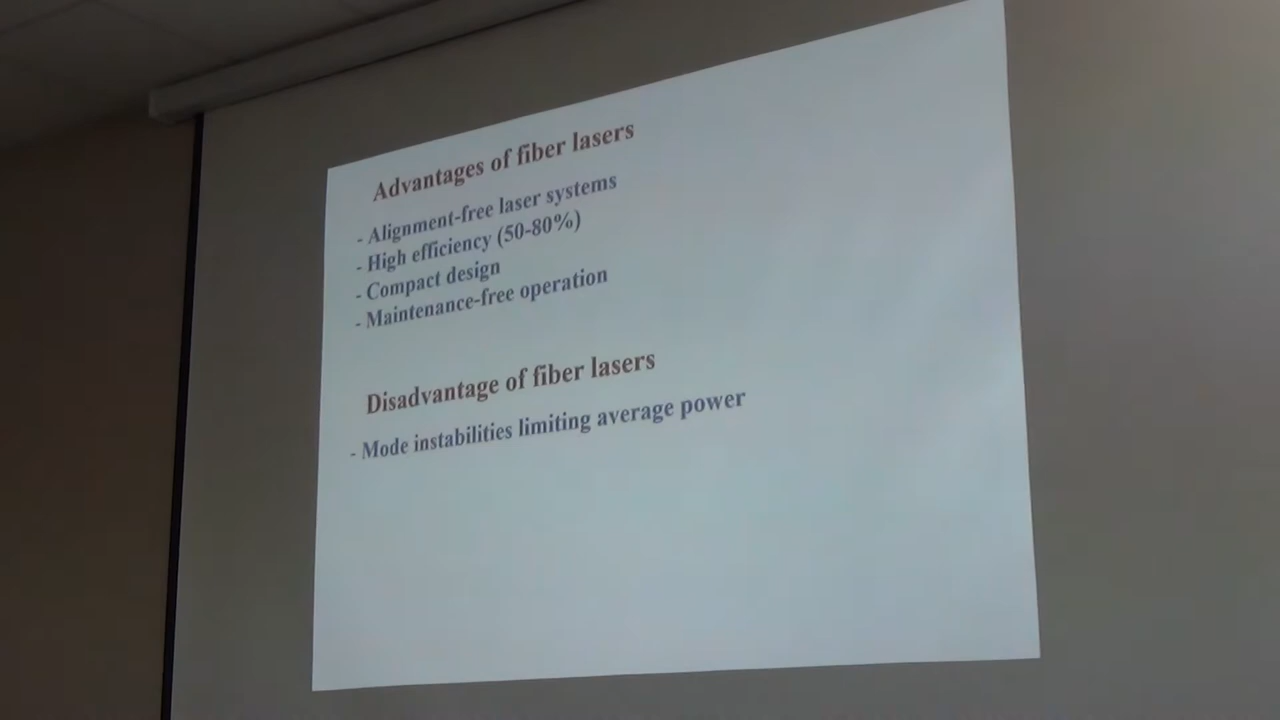 Advantages of fiber lasers
- Alignment-free laser systems
- High efficiency (50-80%)
- Compact design
- Maintenance-free operation
Disadvantage of fiber lasers
- Mode instabilities limiting average power